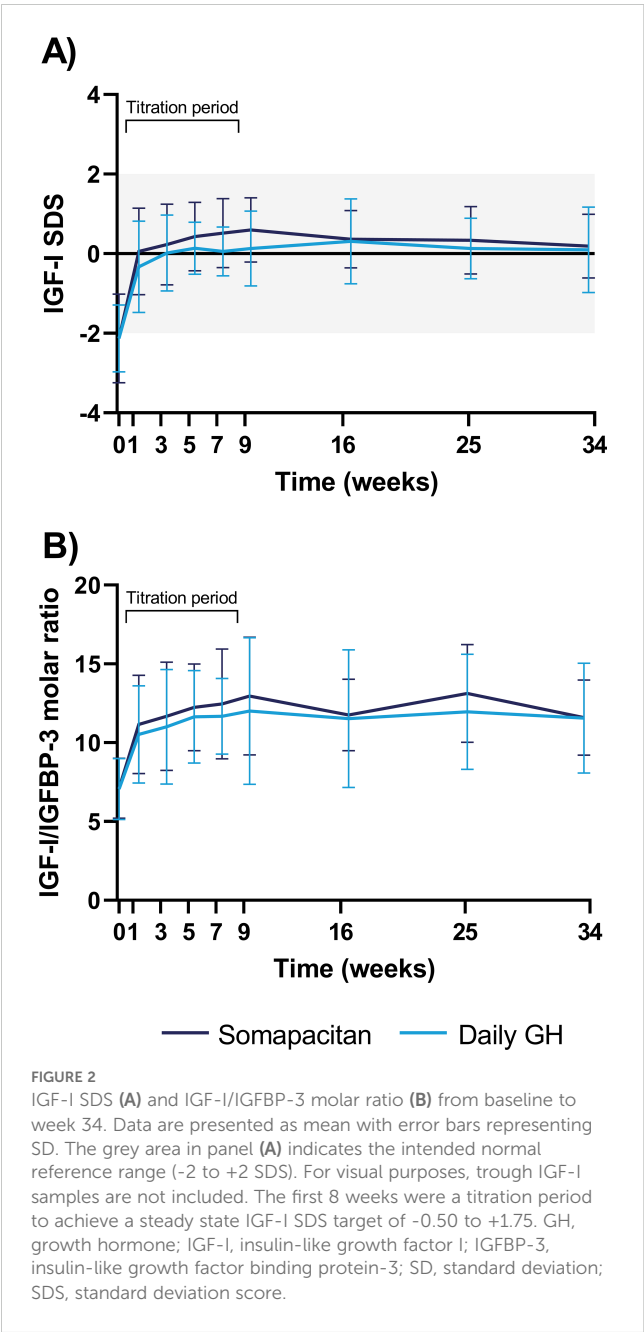 A)
4
Titration period
2
0
-2
-4
IGF-I SDS
0 1 3 5 7 9 16 25 34
Time (weeks)
B)
20
Titration period
15
10
5
0
IGF-I/IGFBP-3 molar ratio
0 1 3 5 7 9 16 25 34
Time (weeks)
Somapacitan Daily GH
FIGURE 2
IGF-I SDS (A) and IGF-I/IGFBP-3 molar ratio (B) from baseline to
week 34. Data are presented as mean with error bars representing
SD. The grey area in panel (A) indicates the intended normal
reference range (-2 to +2 SDS). For visual purposes, trough IGF-I
samples are not included. The first 8 weeks were a titration period
to achieve a steady state IGF-I SDS target of -0.50 to +1.75. GH,
growth hormone; IGF-I, insulin-like growth factor I; IGFBP-3,
insulin-like growth factor binding protein-3; SD, standard deviation;
SDS, standard deviation score.